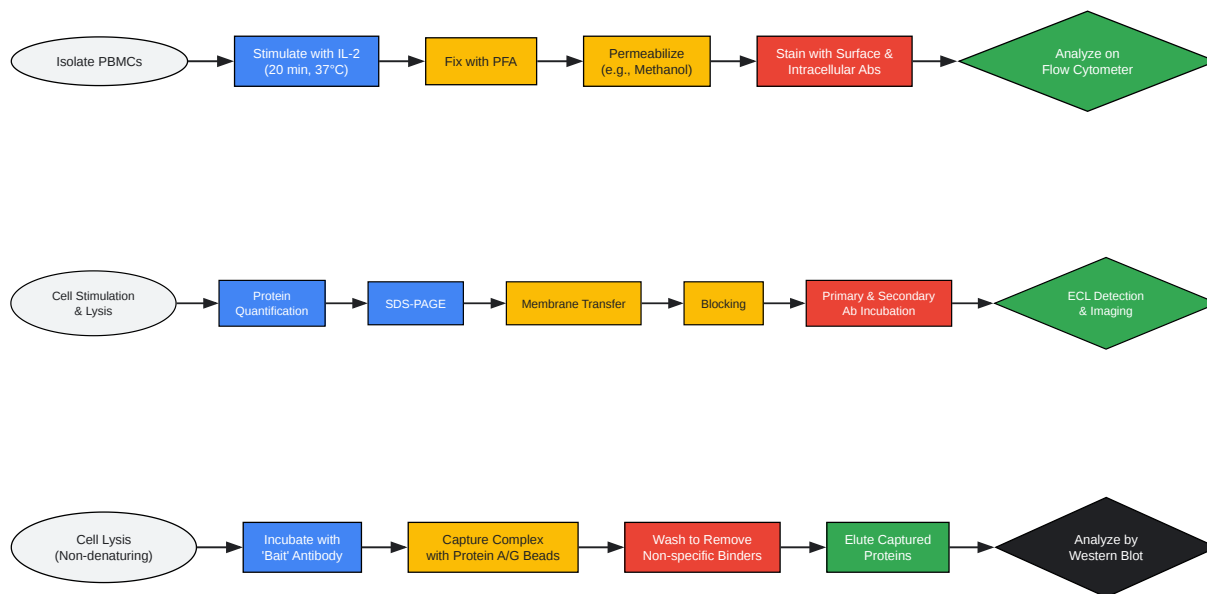 Isolate PBMCs
Stimulate with IL-2
(20 min, 37°C)
Fix with PFA
Permeabilize
(e.g., Methanol)
Stain with Surface &
Intracellular Abs
Analyze on
Flow Cytometer
Cell Stimulation
& Lysis
Protein
Quantification
SDS-PAGE
Membrane Transfer
Blocking
Primary & Secondary
Ab Incubation
ECL Detection
& Imaging
Cell Lysis
(Non-denaturing)
Incubate with
'Bait' Antibody
Capture Complex
with Protein A/G Beads
Wash to Remove
Non-specific Binders
Elute Captured
Proteins
Analyze by
Western Blot